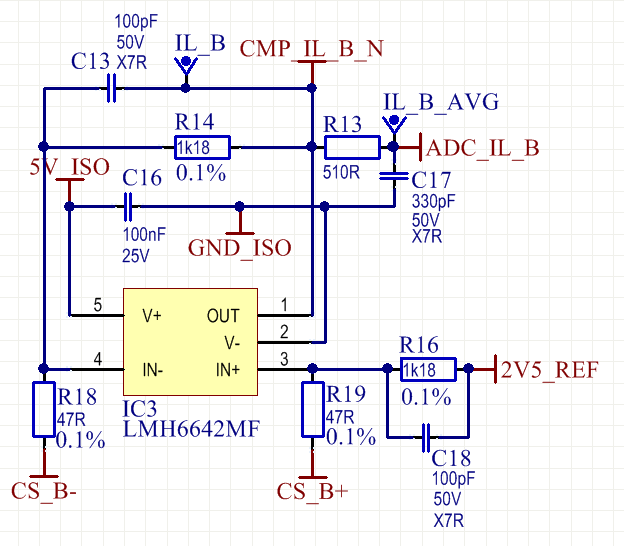 100pF
50V
C13 X7R
IL_B
CMP_IL_B_N
IL_B_AVG
R14
1k18
0.1%
R13
510R
ADC_IL_B
5V_ISO
C16
100nF
25V
GND_ISO
C17
330pF
50V
X7R
5 V+ OUT 1
V- 2
4 IN- IN+ 3
IC3
LMH6642MF
R18
47R
0.1%
CS_B-
R19
47R
0.1%
CS_B+
R16
1k18
0.1%
2V5_REF
C18
100pF
50V
X7R